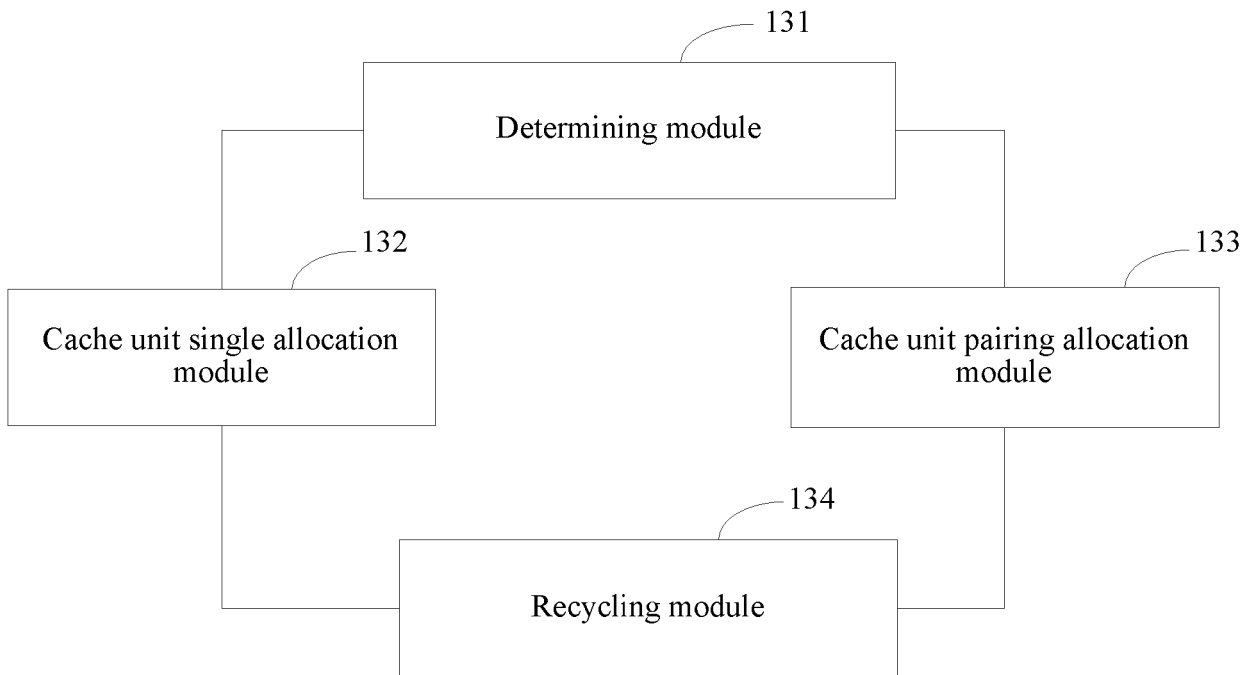 131
Determining module
132
133
Cache unit single allocation
module
Cache unit pairing allocation
module
134
Recycling module